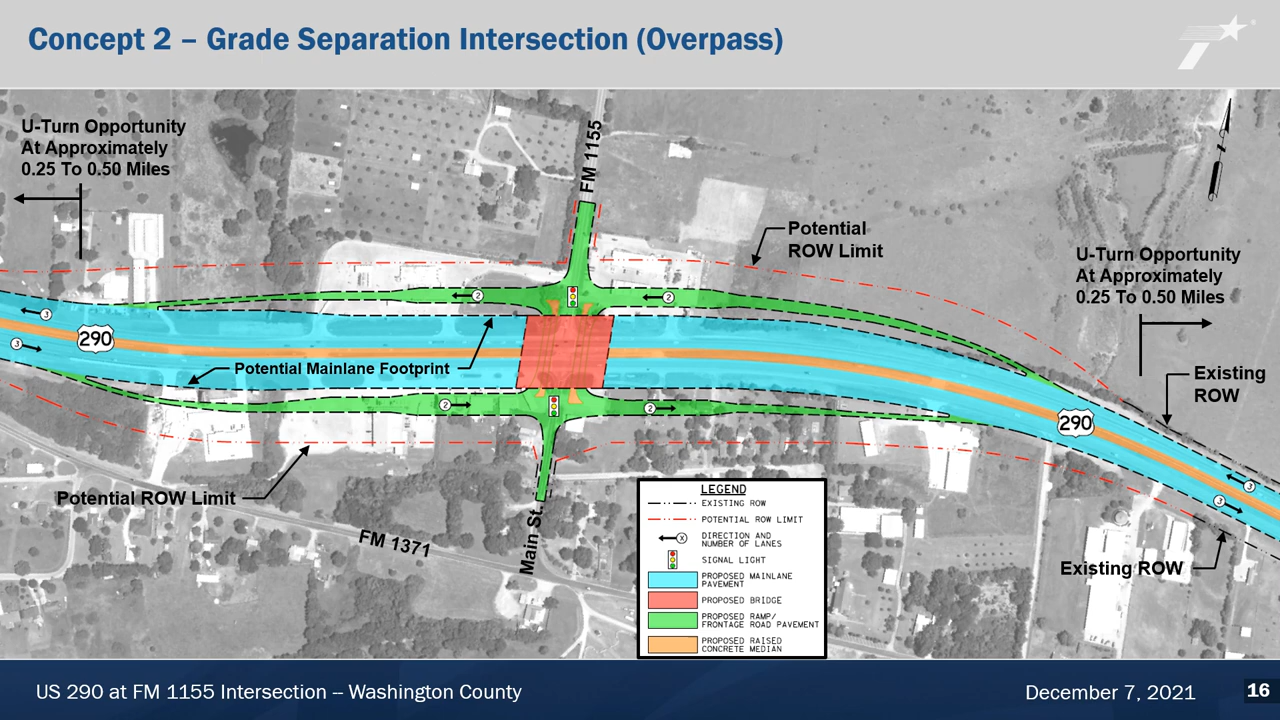 Concept 2 – Grade Separation Intersection (Overpass)
U-Turn Opportunity
At Approximately
0.25 To 0.50 Miles
FM 1155
Potential
ROW Limit
U-Turn Opportunity
At Approximately
0.25 To 0.50 Miles
2
2
3
290
3
Potential Mainlane Footprint
Existing
ROW
2
2
290
Potential ROW Limit
3
3
FM 1371
Main St.
Existing ROW
LEGEND
EXISTING ROW
POTENTIAL ROW LIMIT
X
DIRECTION AND
NUMBER OF LANES
SIGNAL LIGHT
PROPOSED MAINLANE
PAVEMENT
PROPOSED BRIDGE
PROPOSED RAMP/
FRONTAGE ROAD PAVEMENT
PROPOSED RAISED
CONCRETE MEDIAN
US 290 at FM 1155 Intersection – Washington County
December 7, 2021
16